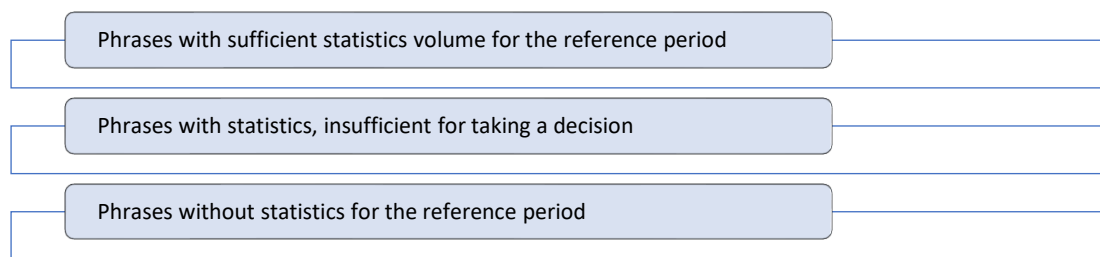 Phrases with sufficient statistics volume for the reference period
Phrases with statistics, insufficient for taking a decision
Phrases without statistics for the reference period